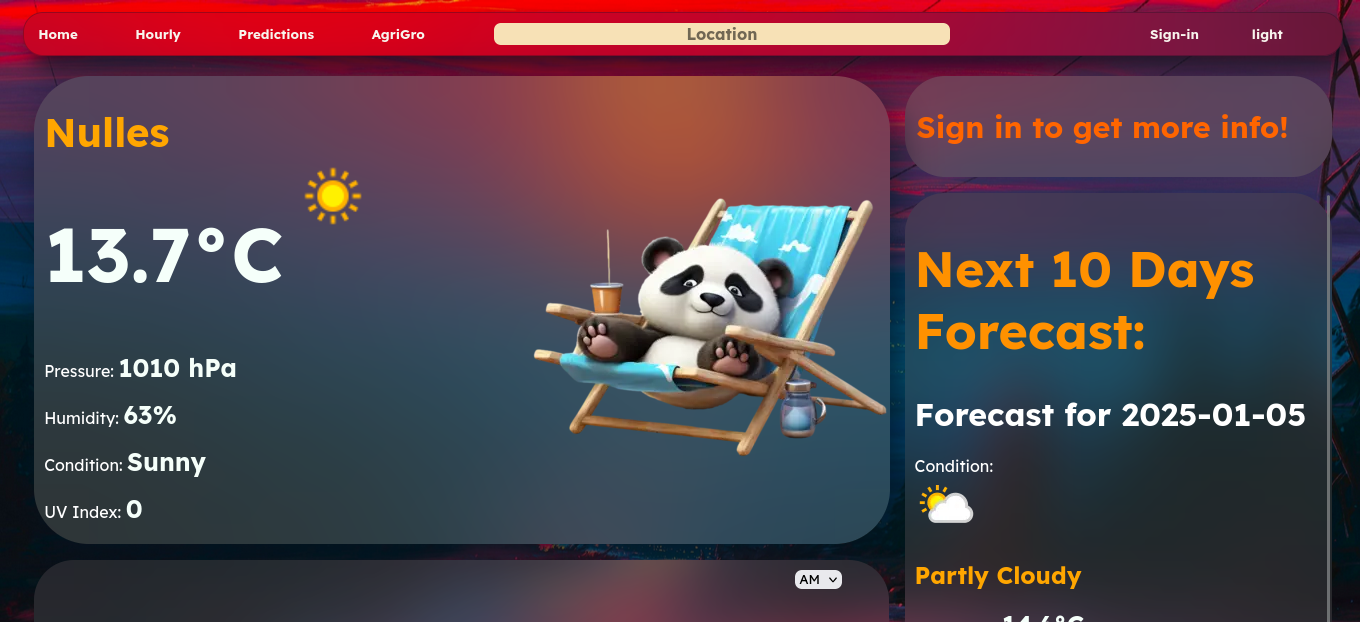 Home Hourly Predictions AgriGro Location Sign-in light
Nulles
13.7°C
Pressure: 1010 hPa
Humidity: 63%
Condition: Sunny
UV Index: 0
AM
Sign in to get more info!
Next 10 Days
Forecast:
Forecast for 2025-01-05
Condition:
Partly Cloudy